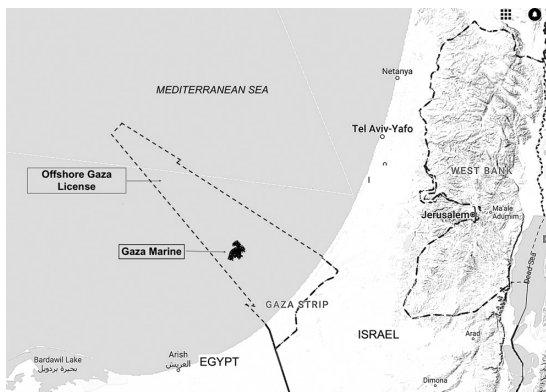 MEDITERRANEAN SEA
Netanya
Tel Aviv-Yafo
Offshore Gaza
License
WEST BANK
Jerusalem
Ma'ale
Adumim
Gaza Marine
Dead Sea
GAZA STRIP
ISRAEL
Arad
Bardawil Lake
بحيرة بردويل
Arish
العريش
EGYPT
Dimona